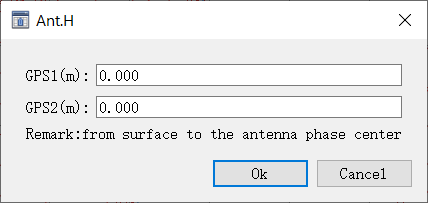 Ant.H
GPS1(m): 0.000
GPS2(m): 0.000
Remark:from surface to the antenna phase center
Ok Cancel